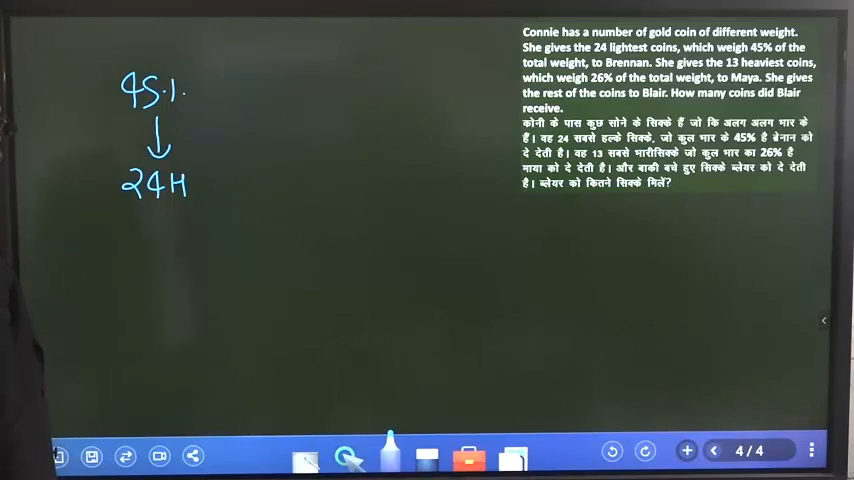 Connie has a number of gold coin of different weight.
She gives the 24 lightest coins, which weigh 45% of the
total weight, to Brennan. She gives the 13 heaviest coins,
which weigh 26% of the total weight, to Maya. She gives
the rest of the coins to Blair. How many coins did Blair
receive.
कोनी के पास कुछ सोने के सिक्के हैं जो कि अलग अलग भार के
हैं। वह 24 सबसे हल्के सिक्के, जो कुल भार के 45% है ब्रेनान को
दे देती है। वह 13 सबसे भारीसिक्के जो कुल भार का 26% है
माया को दे देती है। और बाकी बचे हुए सिक्के ब्लेयर को दे देती
है। ब्लेयर को कितने सिक्के मिलें?
45%
24H
4/4